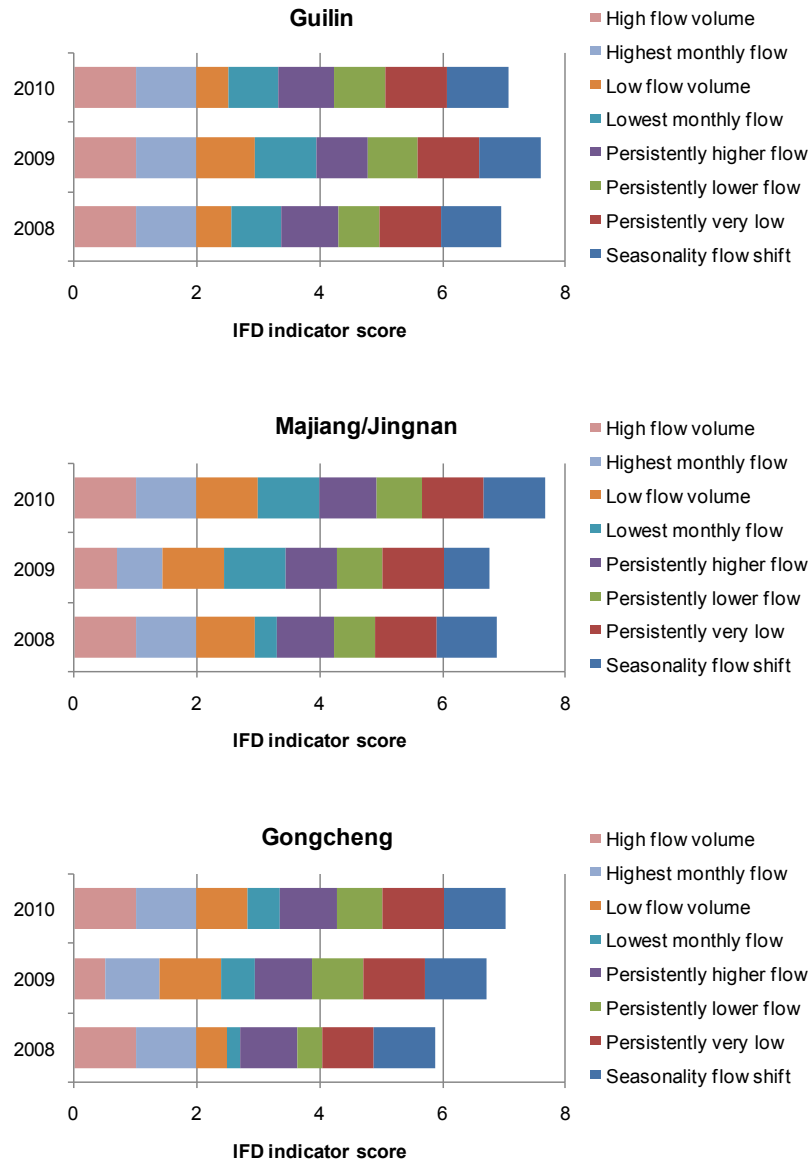 Guilin
2010
2009
2008
0 2 4 6 8
IFD indicator score
High flow volume
Highest monthly flow
Low flow volume
Lowest monthly flow
Persistently higher flow
Persistently lower flow
Persistently very low
Seasonality flow shift
Majiang/Jingnan
2010
2009
2008
0 2 4 6 8
IFD indicator score
High flow volume
Highest monthly flow
Low flow volume
Lowest monthly flow
Persistently higher flow
Persistently lower flow
Persistently very low
Seasonality flow shift
Gongcheng
2010
2009
2008
0 2 4 6 8
IFD indicator score
High flow volume
Highest monthly flow
Low flow volume
Lowest monthly flow
Persistently higher flow
Persistently lower flow
Persistently very low
Seasonality flow shift